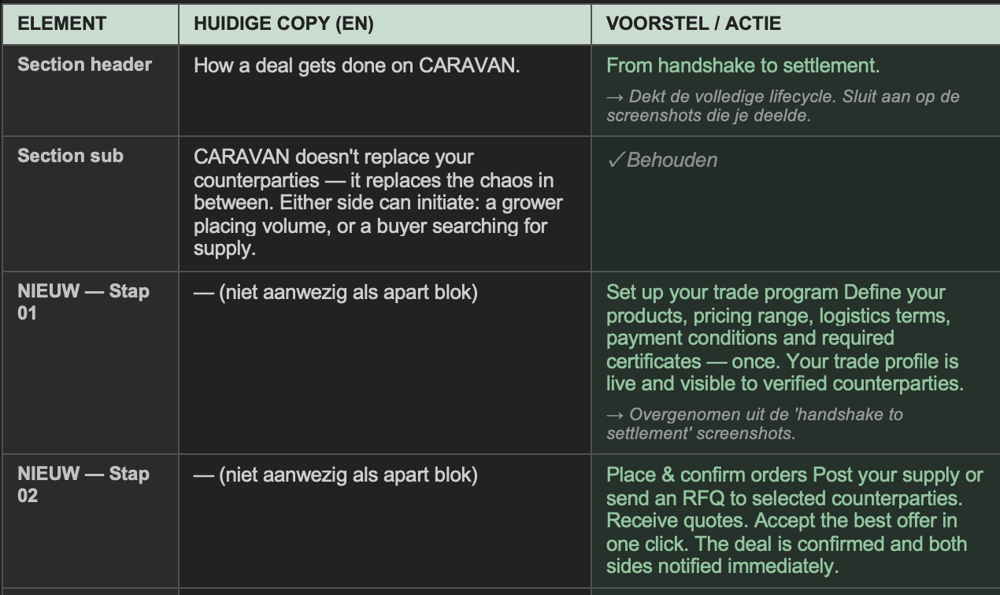 ELEMENT
HUIDIGE COPY (EN)
VOORSTEL / ACTIE
Section header
How a deal gets done on CARAVAN.
From handshake to settlement.
→ Dekt de volledige lifecycle. Sluit aan op de
screenshots die je deelde.
Section sub
CARAVAN doesn't replace your
counterparties — it replaces the chaos in
between. Either side can initiate: a grower
placing volume, or a buyer searching for
supply.
✓Behouden
NIEUW — Stap
01
— (niet aanwezig als apart blok)
Set up your trade program Define your
products, pricing range, logistics terms,
payment conditions and required
certificates — once. Your trade profile is
live and visible to verified counterparties.
→ Overgenomen uit de 'handshake to
settlement' screenshots.
NIEUW — Stap
02
— (niet aanwezig als apart blok)
Place & confirm orders Post your supply or
send an RFQ to selected counterparties.
Receive quotes. Accept the best offer in
one click. The deal is confirmed and both
sides notified immediately.